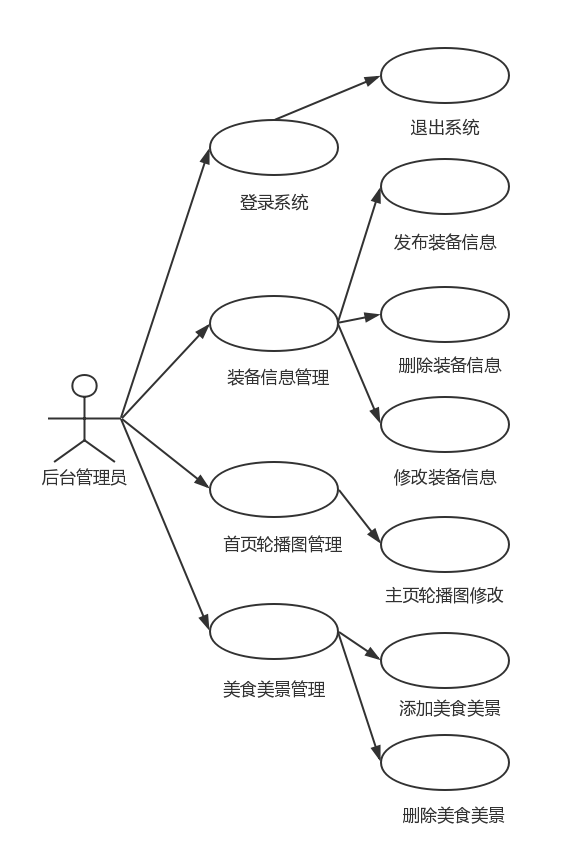 退出系统
登录系统
发布装备信息
删除装备信息
装备信息管理
后台管理员
修改装备信息
首页轮播图管理
主页轮播图修改
美食美景管理
添加美食美景
删除美食美景